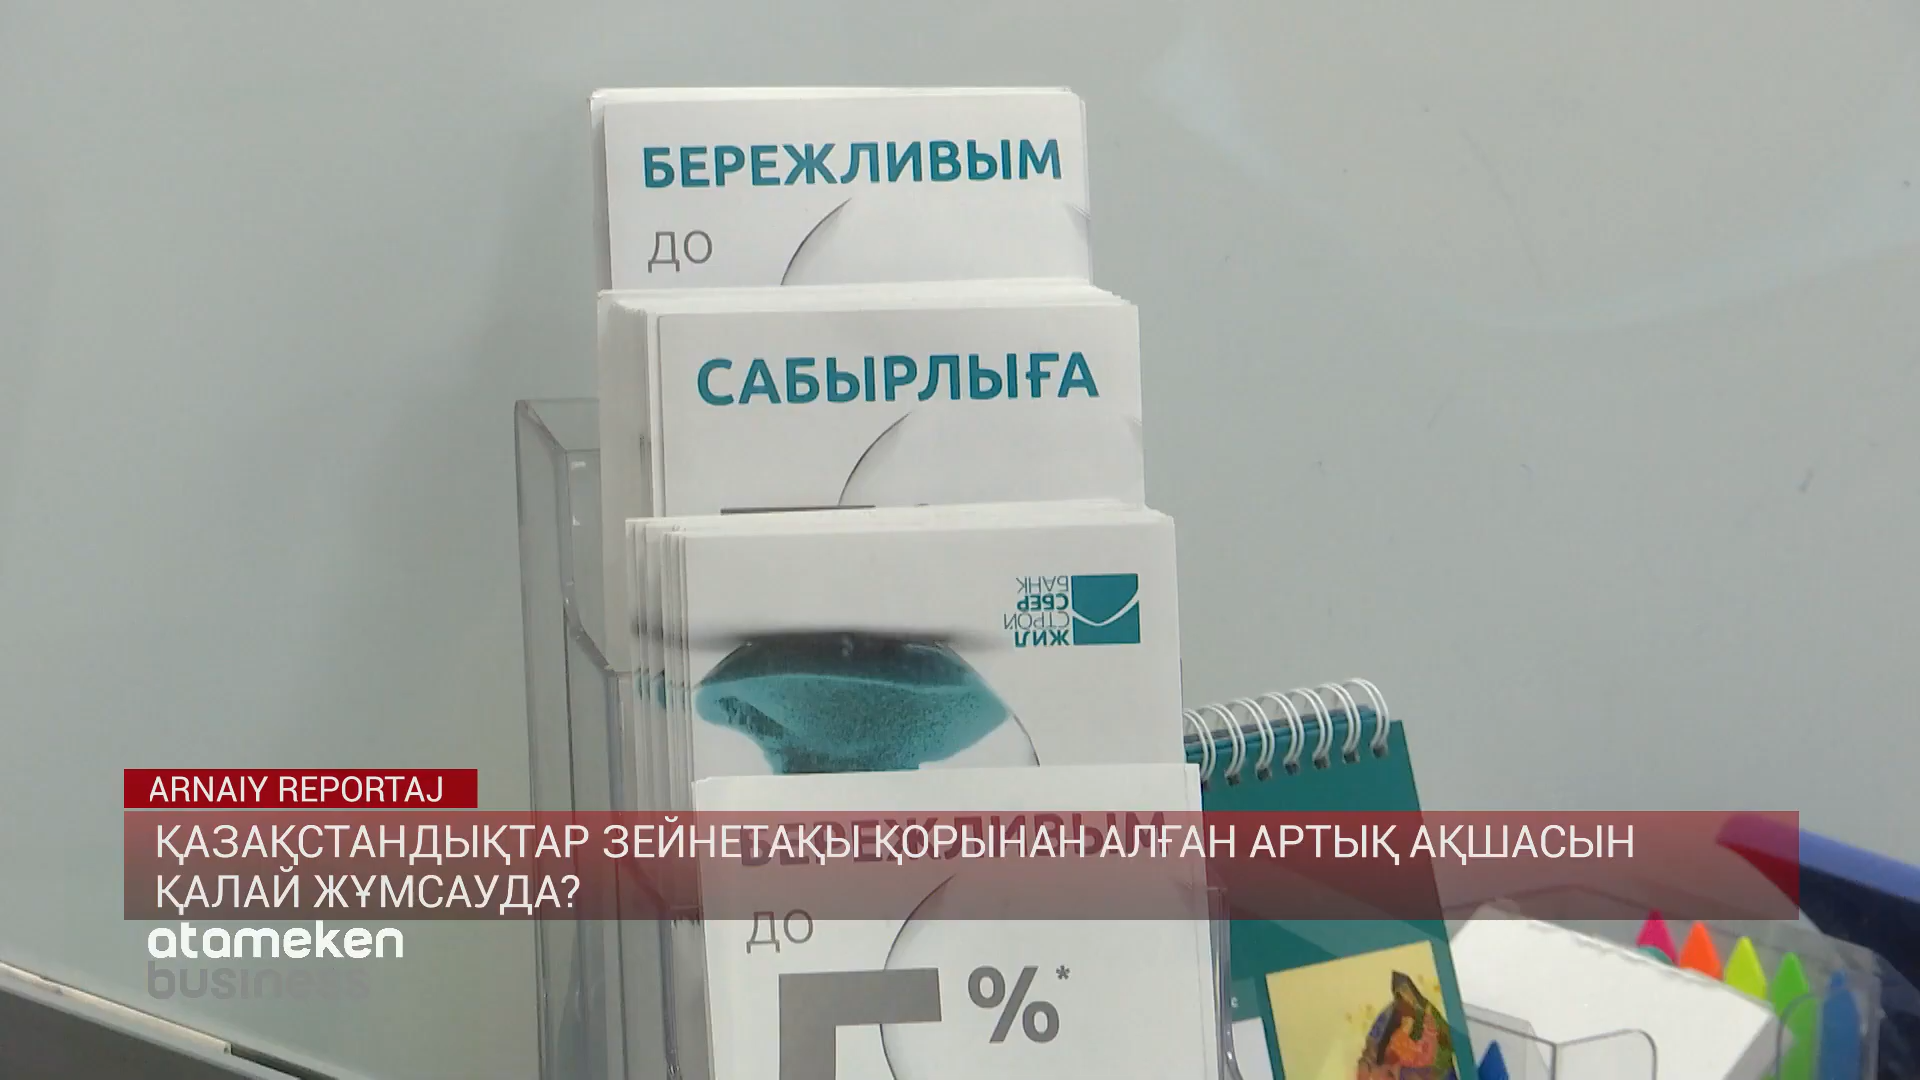 БЕРЕЖЛИВЫМ
ДО
САБЫРЛЫҒА
ЖИЛ
СТРОЙ
СБЕР
БАНК
БЕРЕЖЛИВЫМ
ДО
%*
ARNAIY REPORTAJ
ҚАЗАҚСТАНДЫҚТАР ЗЕЙНЕТАҚЫ ҚОРЫНАН АЛҒАН АРТЫҚ АҚШАСЫН
ҚАЛАЙ ЖҰМСАУДА?
atameken
business